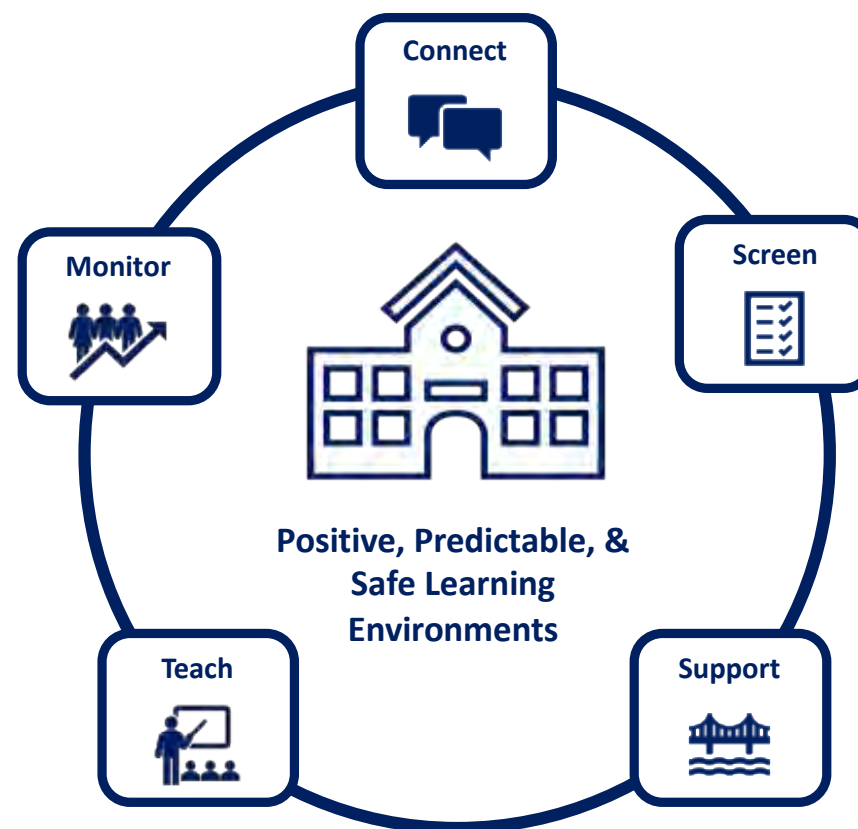 Connect
Monitor
Screen
Positive, Predictable, &
Safe Learning
Environments
Teach
Support